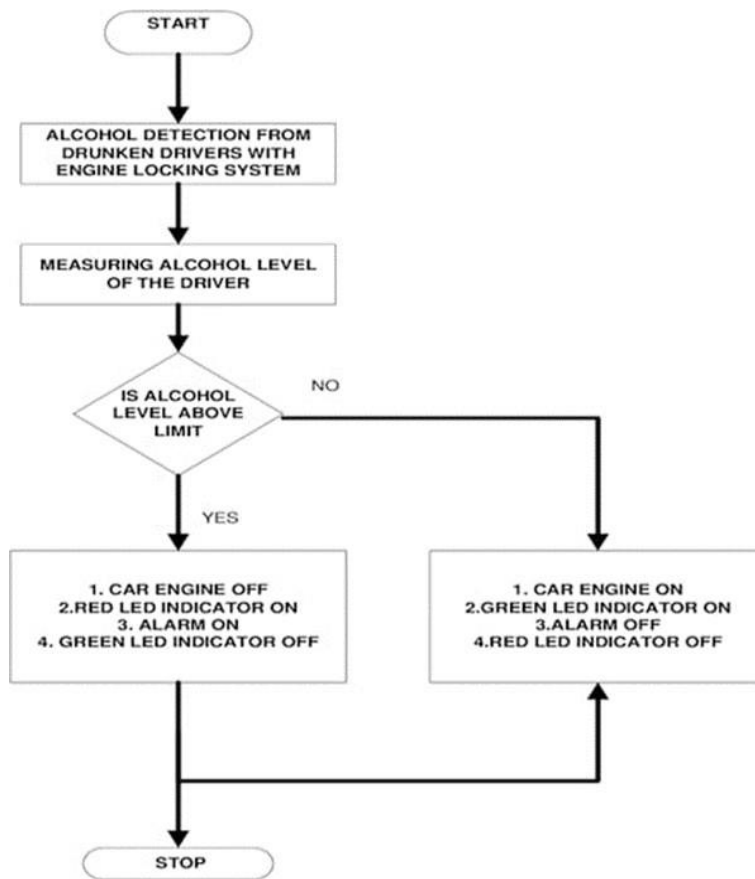 START
ALCOHOL DETECTION FROM
DRUNKEN DRIVERS WITH
ENGINE LOCKING SYSTEM
MEASURING ALCOHOL LEVEL
OF THE DRIVER
IS ALCOHOL
LEVEL ABOVE
LIMIT
NO
YES
1. CAR ENGINE OFF
2.RED LED INDICATOR ON
3. ALARM ON
4. GREEN LED INDICATOR OFF
1. CAR ENGINE ON
2.GREEN LED INDICATOR ON
3.ALARM OFF
4.RED LED INDICATOR OFF
STOP